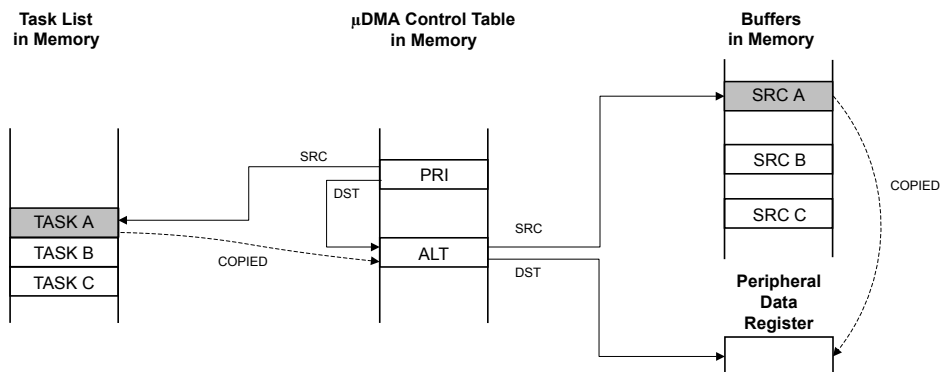 Task List
in Memory
µDMA Control Table
in Memory
Buffers
in Memory
SRC A
SRC
PRI
SRC B
DST
COPIED
TASK A
SRC C
SRC
TASK B
ALT
COPIED
DST
TASK C
Peripheral
Data
Register